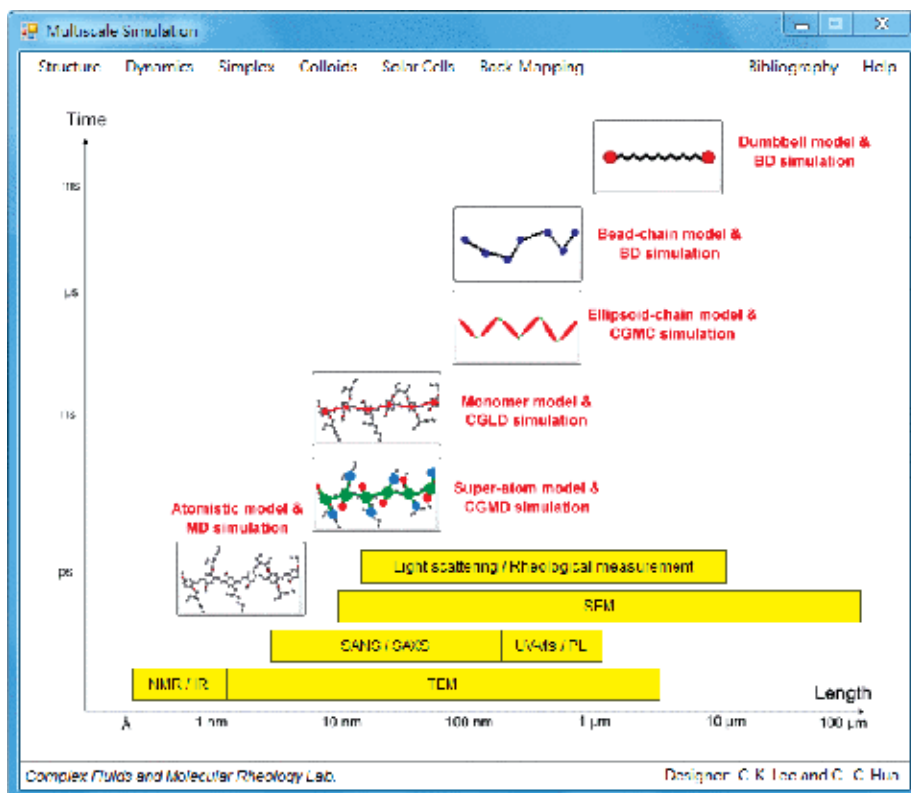 Multiscale Simulation
Structure Dynamics Simplex Colloids Solar Cells Back Mapping Bibliography Help
Time
Dumbbell model &
BD simulation
ms
Bead-chain model &
BD simulation
μs
Ellipsoid-chain model &
CGMC simulation
ns
Monomer model &
CGLD simulation
Super-atom model &
CGMD simulation
Atomistic model &
MD simulation
ps
Light scattering / Rheological measurement
SEM
SANS / SAXS UV-vis / PL
NMR / IR TEM
Length
Å 1 nm 10 nm 100 nm 1 μm 10 μm 100 μm
Complex Fluids and Molecular Rheology Lab.
Designer: C. K. Lee and C. C. Hua